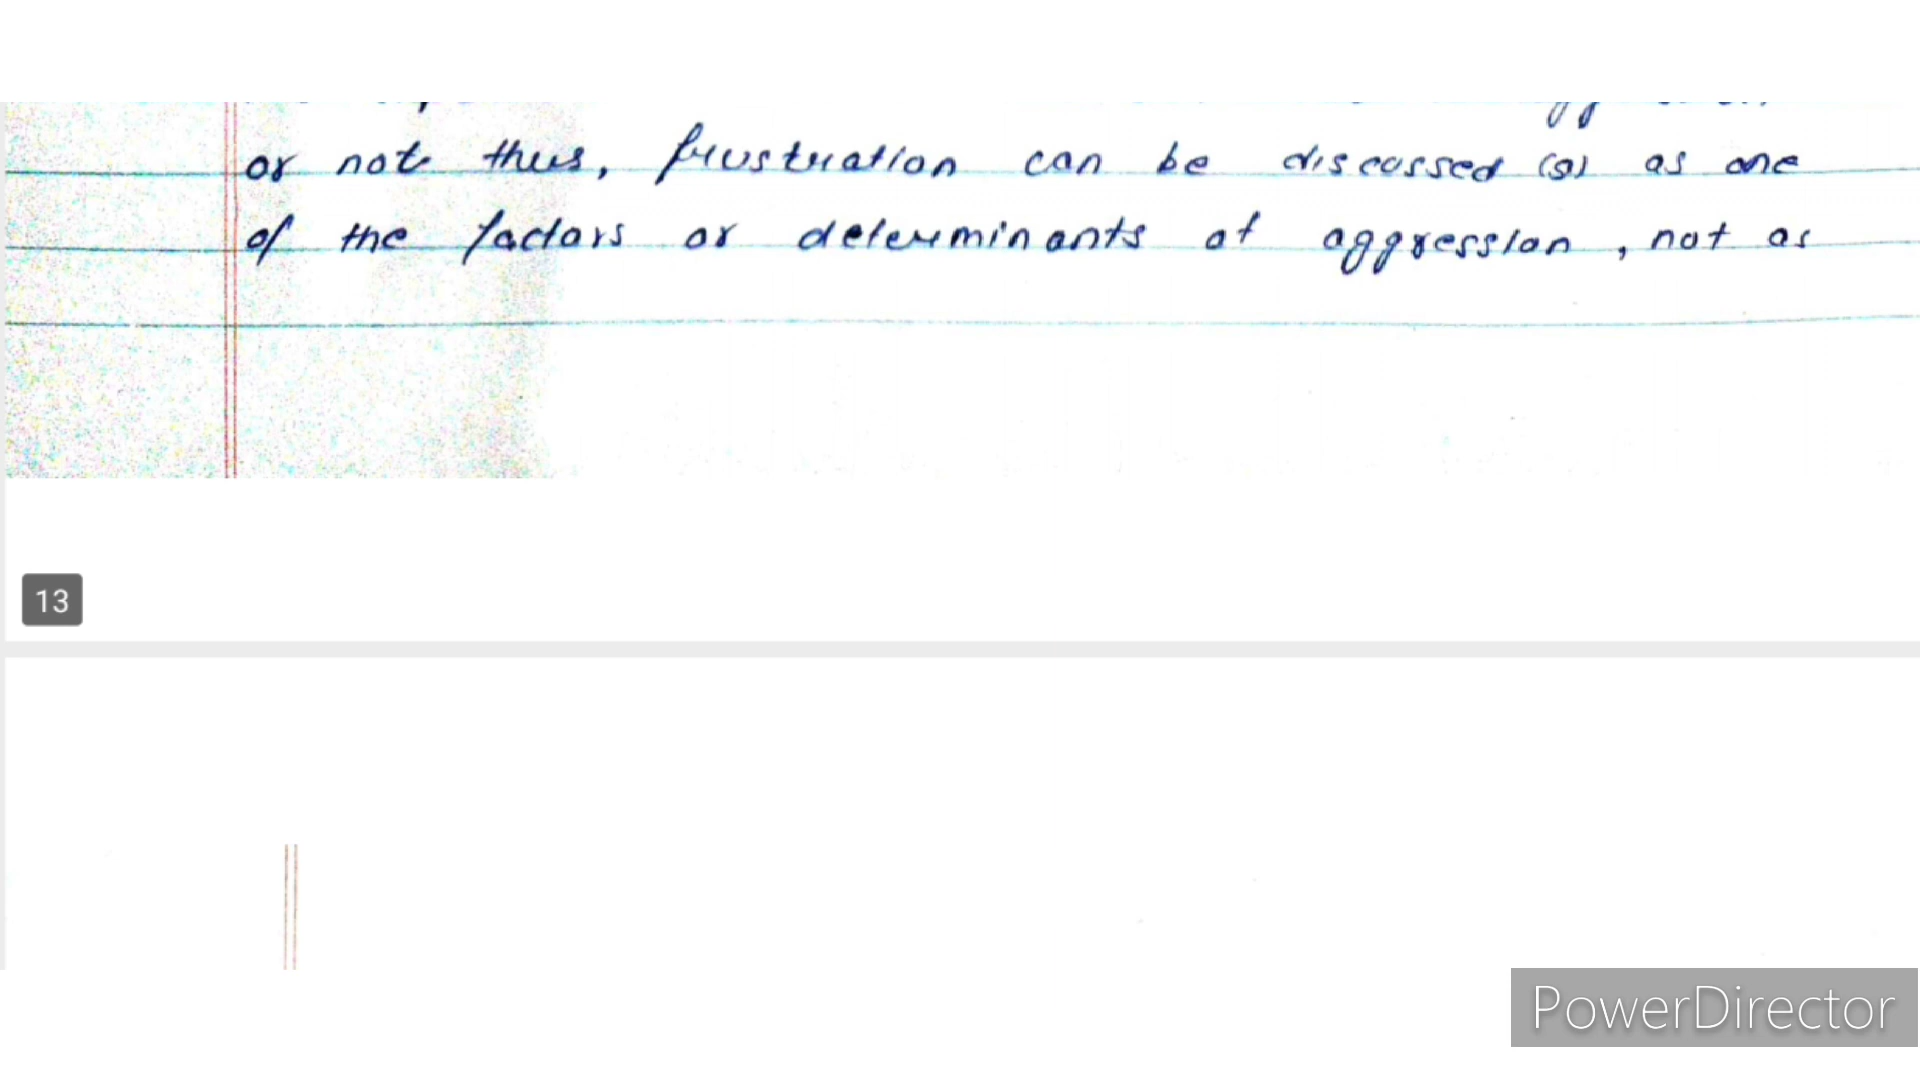 or not thus, frustration can be discussed (s) as one
of the factors or determinants of aggression, not as
13
PowerDirector